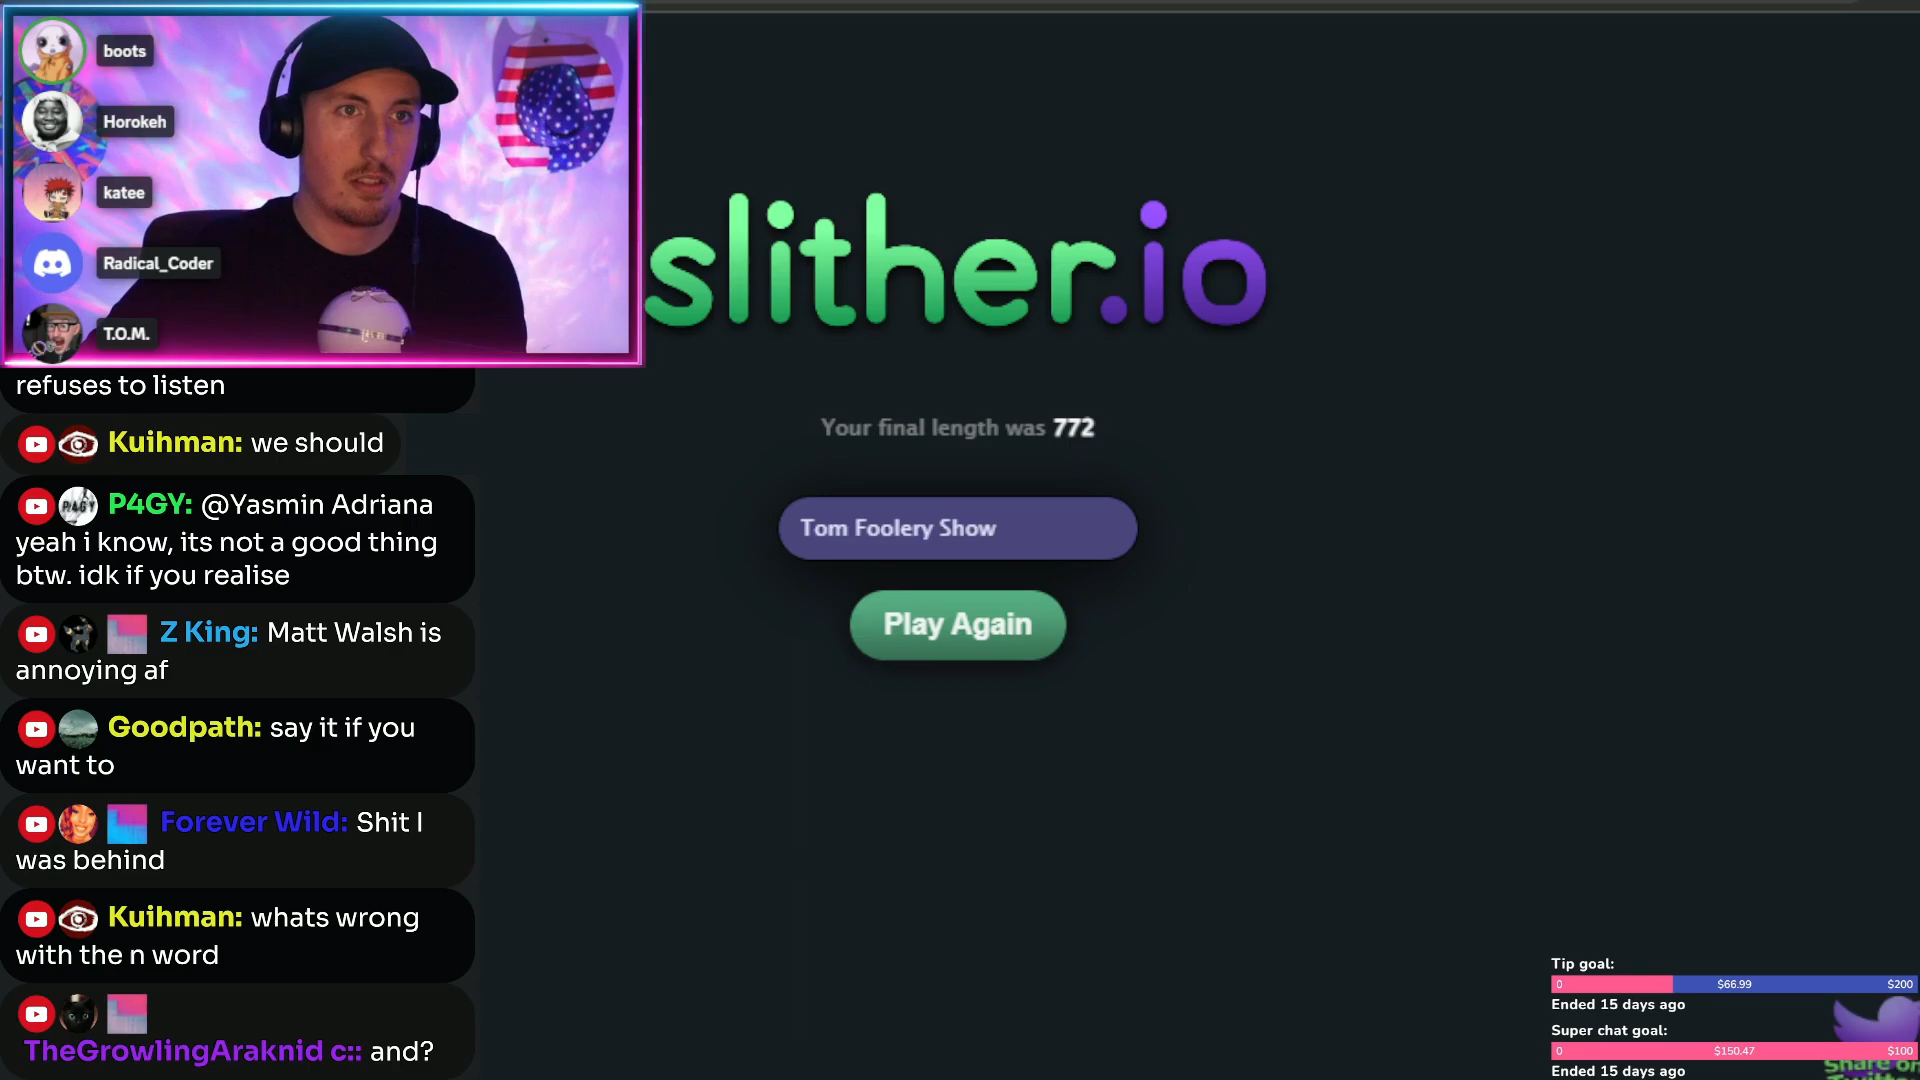 boots
Horokeh
katee
Radical_Coder
T.O.M.
refuses to listen
Kuihman: we should
P4GY: @Yasmin Adriana
yeah i know, its not a good thing
btw. idk if you realise
Z King: Matt Walsh is
annoying af
Goodpath: say it if you
want to
Forever Wild: Shit I
was behind
Kuihman: whats wrong
with the n word
TheGrowlingAraknid c:: and?
slither.io
Your final length was 772
Tom Foolery Show
Play Again
Tip goal:
0 $66.99 $200
Ended 15 days ago
Super chat goal:
0 $150.47 $100
Ended 15 days ago
Share on